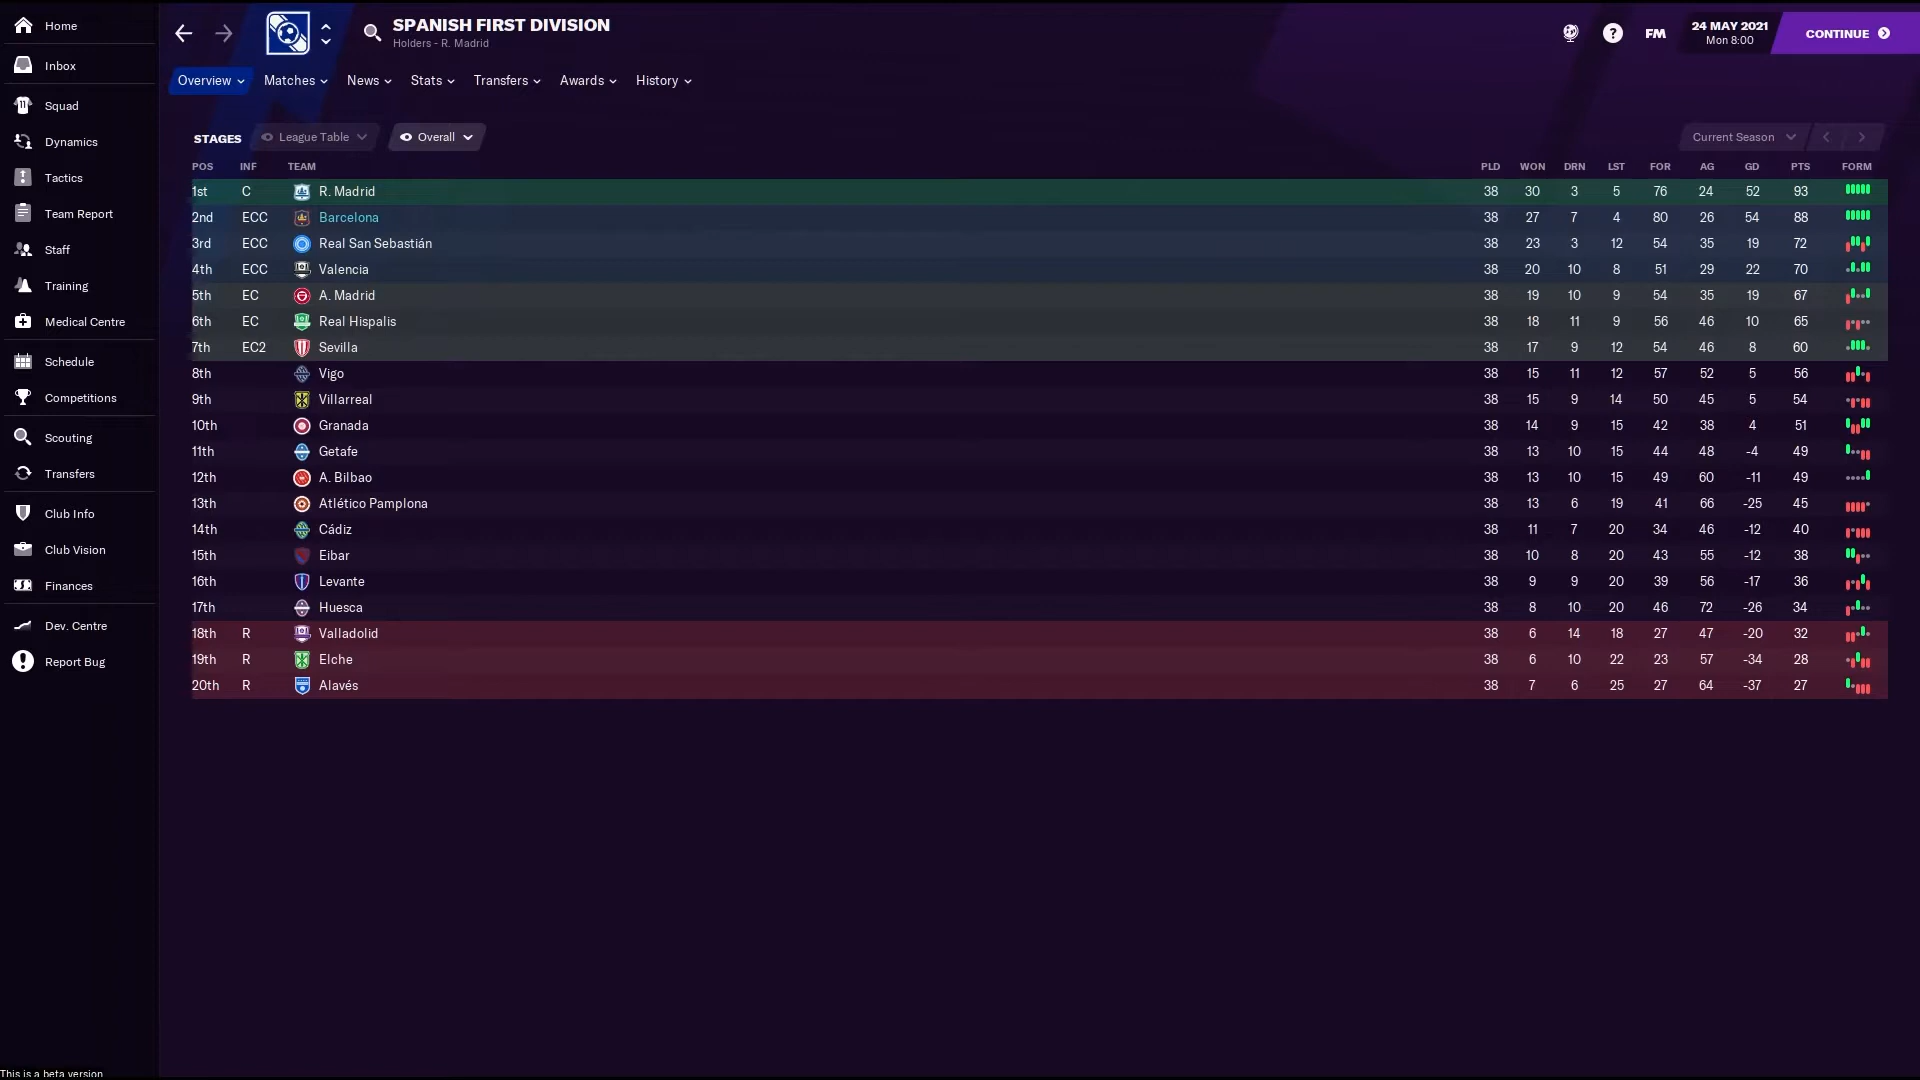 Home
Inbox
Squad
Dynamics
Tactics
Team Report
Staff
Training
Medical Centre
Schedule
Competitions
Scouting
Transfers
Club Info
Club Vision
Finances
Dev. Centre
Report Bug
This is a beta version
SPANISH FIRST DIVISION
Holders - R. Madrid
? FM 24 MAY 2021 CONTINUE
Mon 8:00
Overview Matches News Stats Transfers Awards History
STAGES League Table Overall Current Season
POS INF TEAM PLD WON DRN LST FOR AG GD PTS FORM
1st C R. Madrid 38 30 3 5 76 24 52 93
2nd ECC Barcelona 38 27 7 4 80 26 54 88
3rd ECC Real San Sebastián 38 23 3 12 54 35 19 72
4th ECC Valencia 38 20 10 8 51 29 22 70
5th EC A. Madrid 38 19 10 9 54 35 19 67
6th EC Real Hispalis 38 18 11 9 56 46 10 65
7th EC2 Sevilla 38 17 9 12 54 46 8 60
8th Vigo 38 15 11 12 57 52 5 56
9th Villarreal 38 15 9 14 50 45 5 54
10th Granada 38 14 9 15 42 38 4 51
11th Getafe 38 13 10 15 44 48 -4 49
12th A. Bilbao 38 13 10 15 49 60 -11 49
13th Atlético Pamplona 38 13 6 19 41 66 -25 45
14th Cádiz 38 11 7 20 34 46 -12 40
15th Eibar 38 10 8 20 43 55 -12 38
16th Levante 38 9 9 20 39 56 -17 36
17th Huesca 38 8 10 20 46 72 -26 34
18th R Valladolid 38 6 14 18 27 47 -20 32
19th R Elche 38 6 10 22 23 57 -34 28
20th R Alavés 38 7 6 25 27 64 -37 27